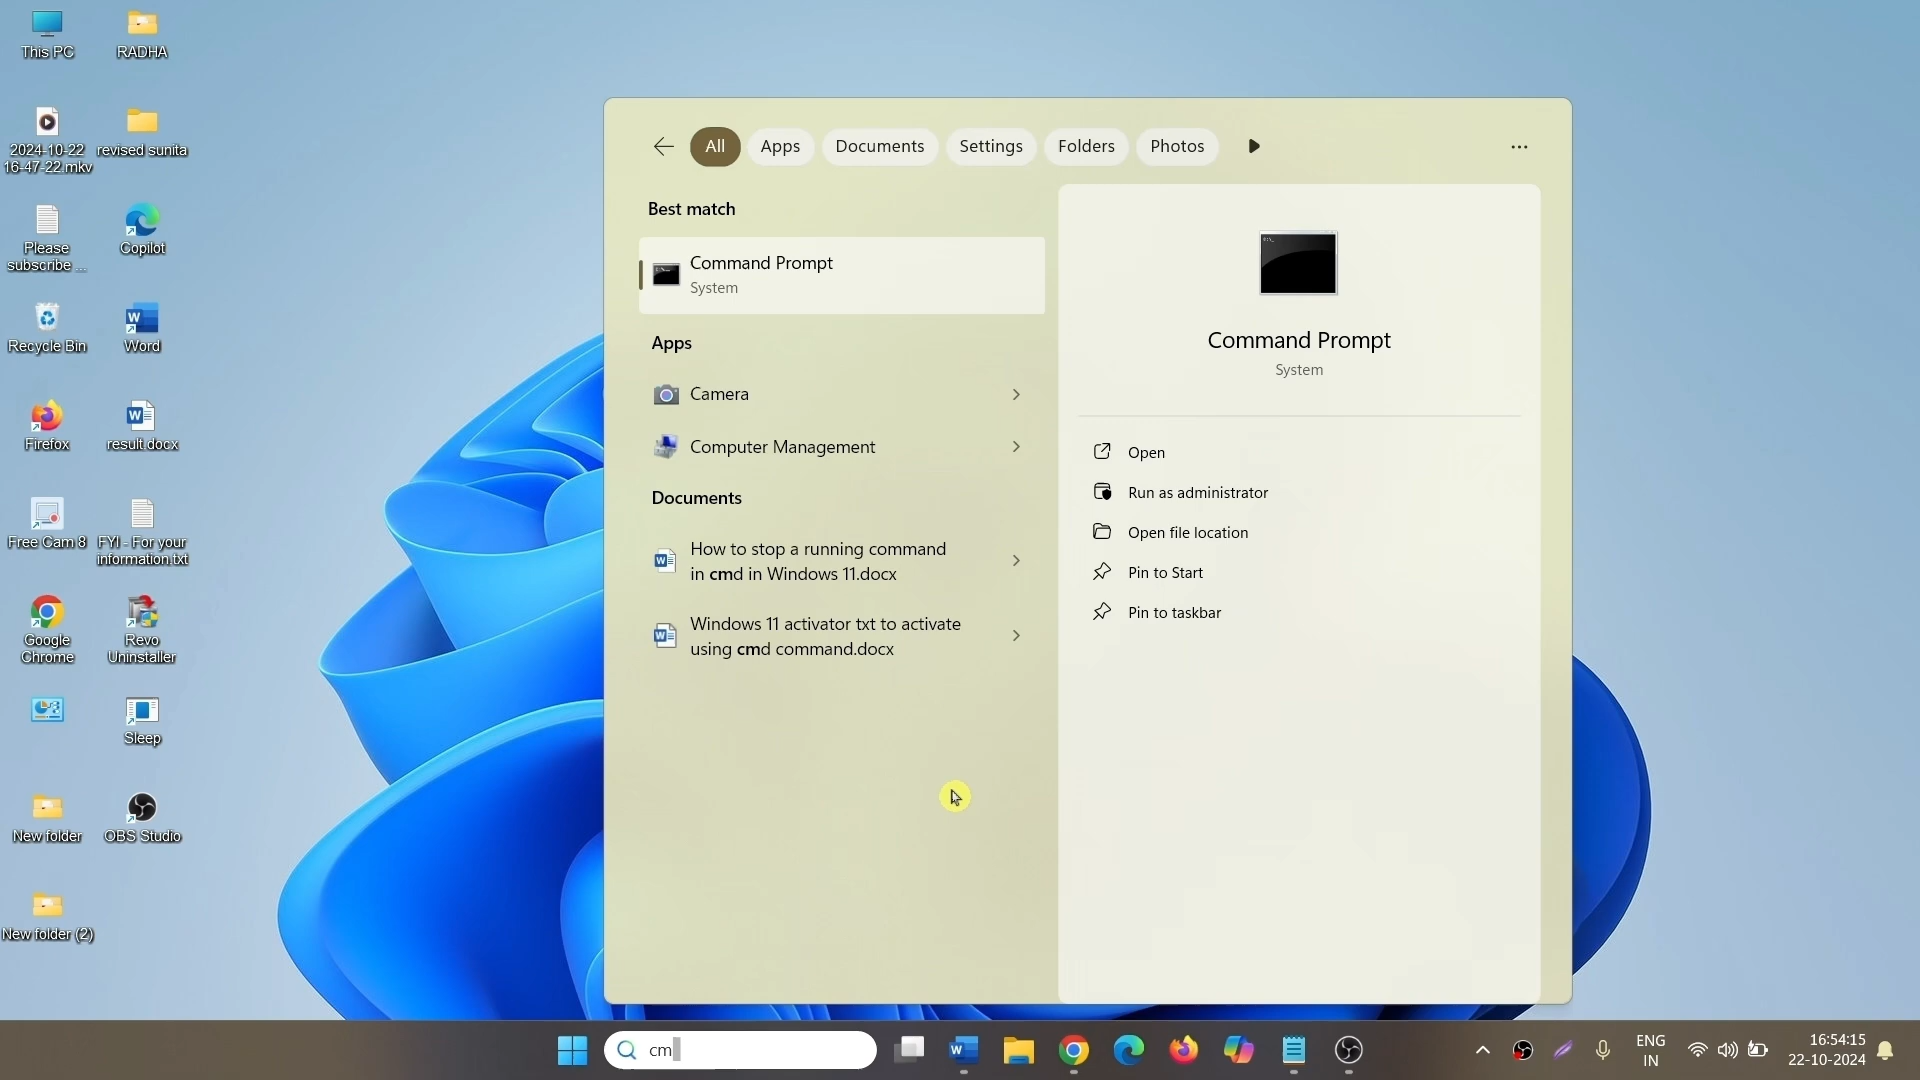 This PC
RADHA
2024-10-22
16-47-22.mkv
revised sunita
Please
subscribe ...
Copilot
Recycle Bin
Word
Firefox
result.docx
Free Cam 8
FYI - For your
information.txt
Google
Chrome
Revo
Uninstaller
Sleep
New folder
OBS Studio
New folder (2)
All
Apps
Documents
Settings
Folders
Photos
Best match
Command Prompt
System
Apps
Camera
Computer Management
Documents
How to stop a running command
in cmd in Windows 11.docx
Windows 11 activator txt to activate
using cmd command.docx
Command Prompt
System
Open
Run as administrator
Open file location
Pin to Start
Pin to taskbar
cm
ENG
IN
16:54:15
22-10-2024